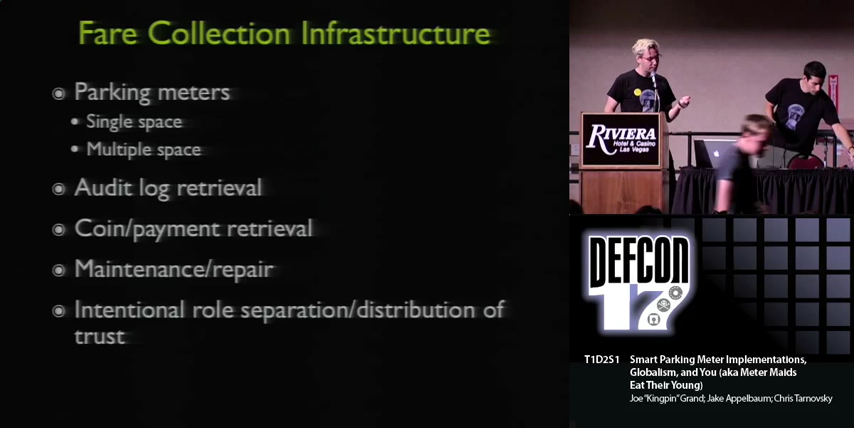 Fare Collection Infrastructure
Parking meters
Single space
Multiple space
Audit log retrieval
Coin/payment retrieval
Maintenance/repair
Intentional role separation/distribution of
trust
RIVIERA
Hotel & Casino
Las Vegas
DEFCON
17
T1D2S1 Smart Parking Meter Implementations,
Globalism, and You (aka Meter Maids
Eat Their Young)
Joe "Kingpin" Grand; Jake Appelbaum; Chris Tarnovsky